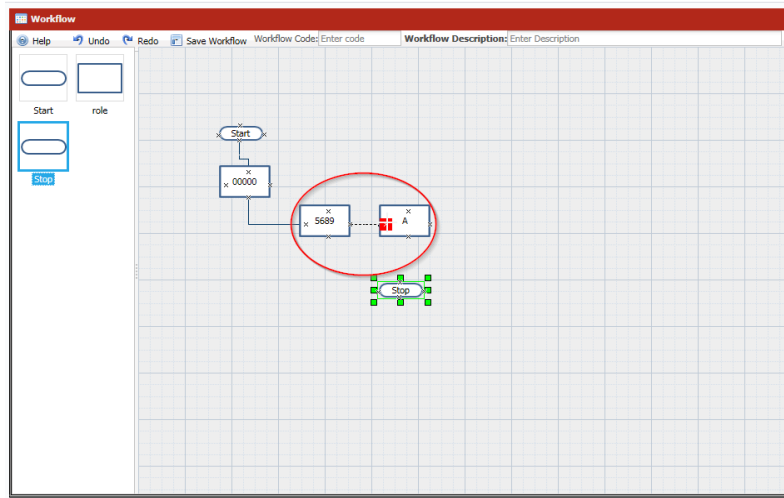 Workflow
Help Undo Redo Save Workflow Workflow Code: Enter code Workflow Description: Enter Description
Start role
Stop
Start
00000
5689 A
Stop